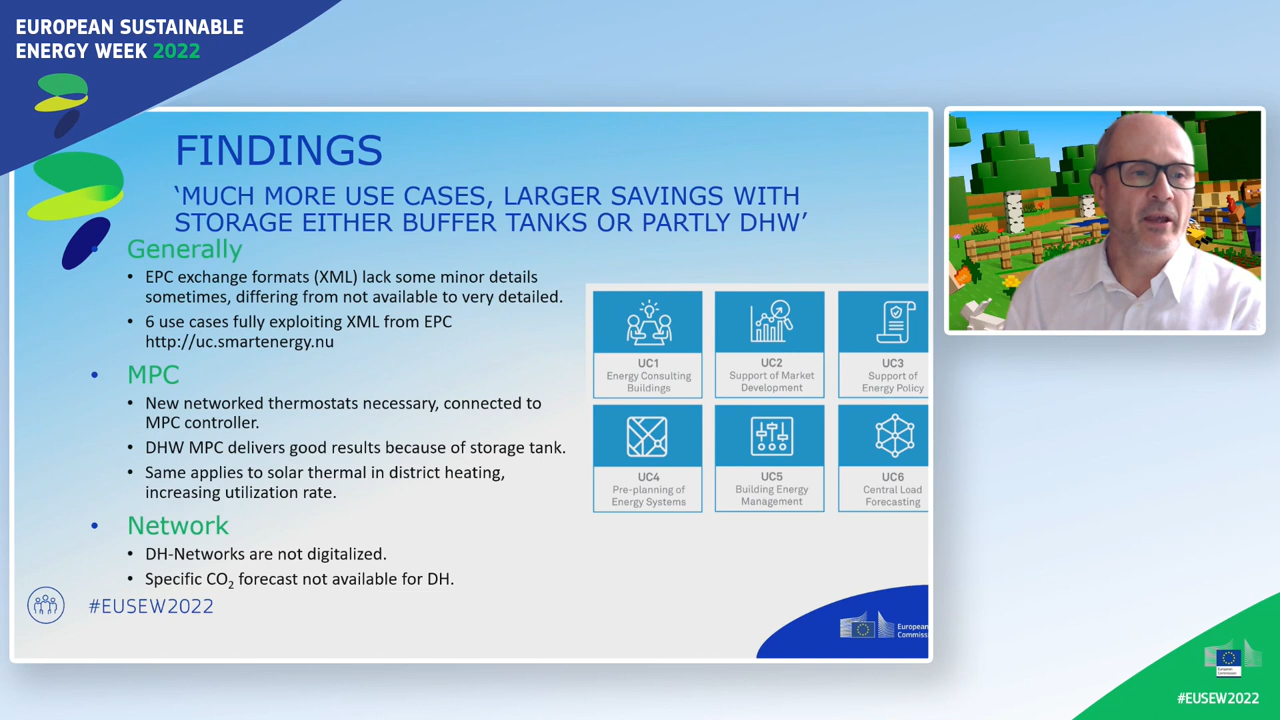 EUROPEAN SUSTAINABLE
ENERGY WEEK 2022
FINDINGS
‘MUCH MORE USE CASES, LARGER SAVINGS WITH
STORAGE EITHER BUFFER TANKS OR PARTLY DHW’
• Generally
• EPC exchange formats (XML) lack some minor details
sometimes, differing from not available to very detailed.
• 6 use cases fully exploiting XML from EPC
http://uc.smartenergy.nu
• MPC
• New networked thermostats necessary, connected to
MPC controller.
• DHW MPC delivers good results because of storage tank.
• Same applies to solar thermal in district heating,
increasing utilization rate.
• Network
• DH-Networks are not digitalized.
• Specific CO2 forecast not available for DH.
#EUSEW2022
UC1
Energy Consulting
Buildings
UC2
Support of Market
Development
UC3
Support of
Energy Policy
UC4
Pre-planning of
Energy Systems
UC5
Building Energy
Management
UC6
Central Load
Forecasting
European
Commis
European
Commission
#EUSEW2022